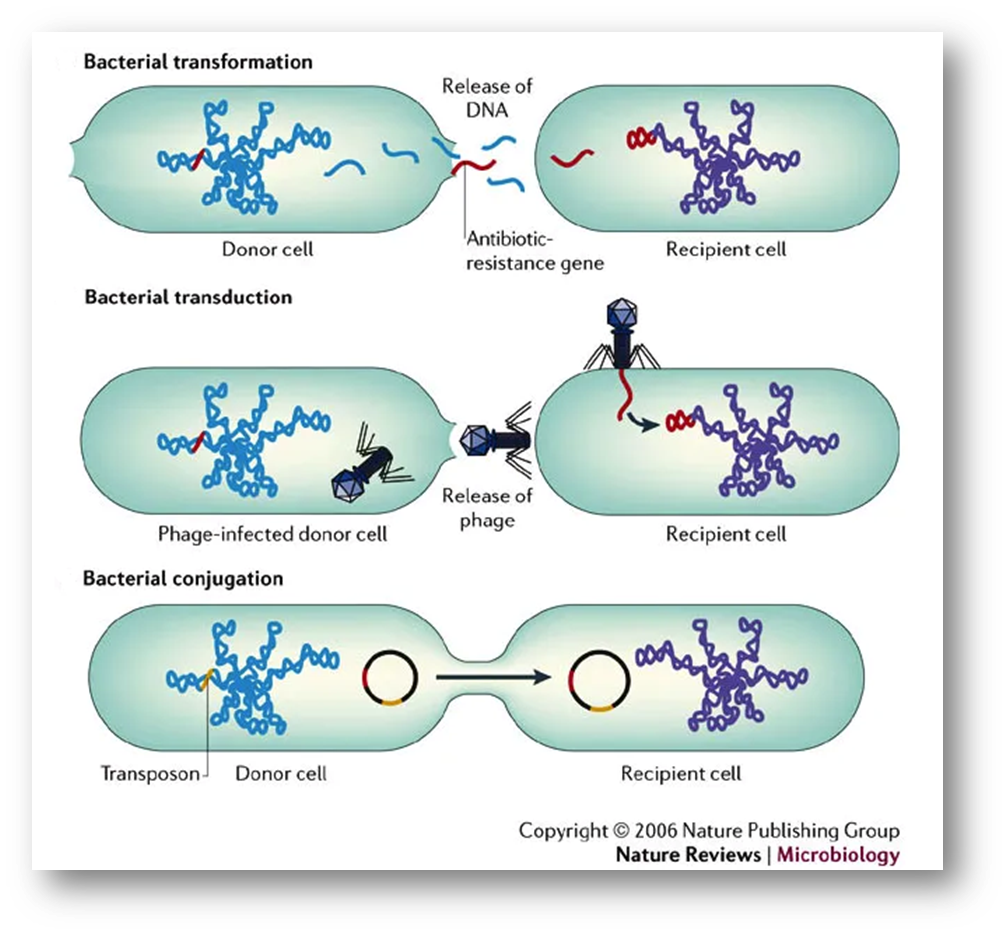 Bacterial transformation
Release of
DNA
Donor cell
Antibiotic-
resistance gene
Recipient cell
Bacterial transduction
Phage-infected donor cell
Release of
phage
Recipient cell
Bacterial conjugation
Transposon
Donor cell
Recipient cell
Copyright © 2006 Nature Publishing Group
Nature Reviews | Microbiology